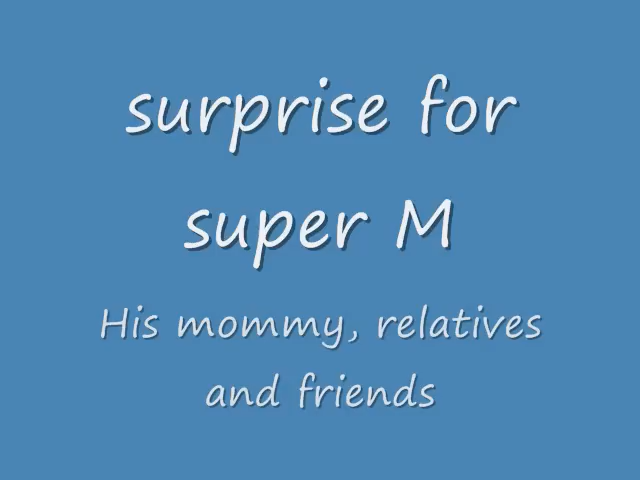 surprise for
super M
His mommy, relatives
and friends